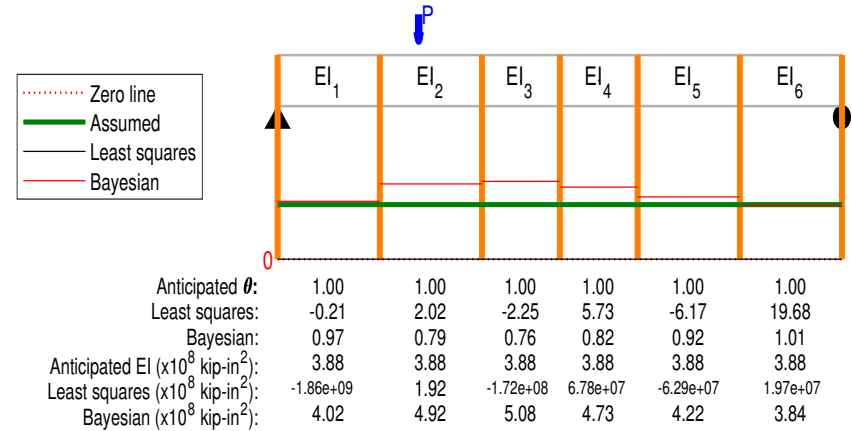 P
EI1 EI2 EI3 EI4 EI5 EI6
Zero line
Assumed
Least squares
Bayesian
0
Anticipated θ: 1.00 1.00 1.00 1.00 1.00 1.00
Least squares: -0.21 2.02 -2.25 5.73 -6.17 19.68
Bayesian: 0.97 0.79 0.76 0.82 0.92 1.01
Anticipated EI (x10^8 kip-in^2): 3.88 3.88 3.88 3.88 3.88 3.88
Least squares (x10^8 kip-in^2): -1.86e+09 1.92 -1.72e+08 6.78e+07 -6.29e+07 1.97e+07
Bayesian (x10^8 kip-in^2): 4.02 4.92 5.08 4.73 4.22 3.84